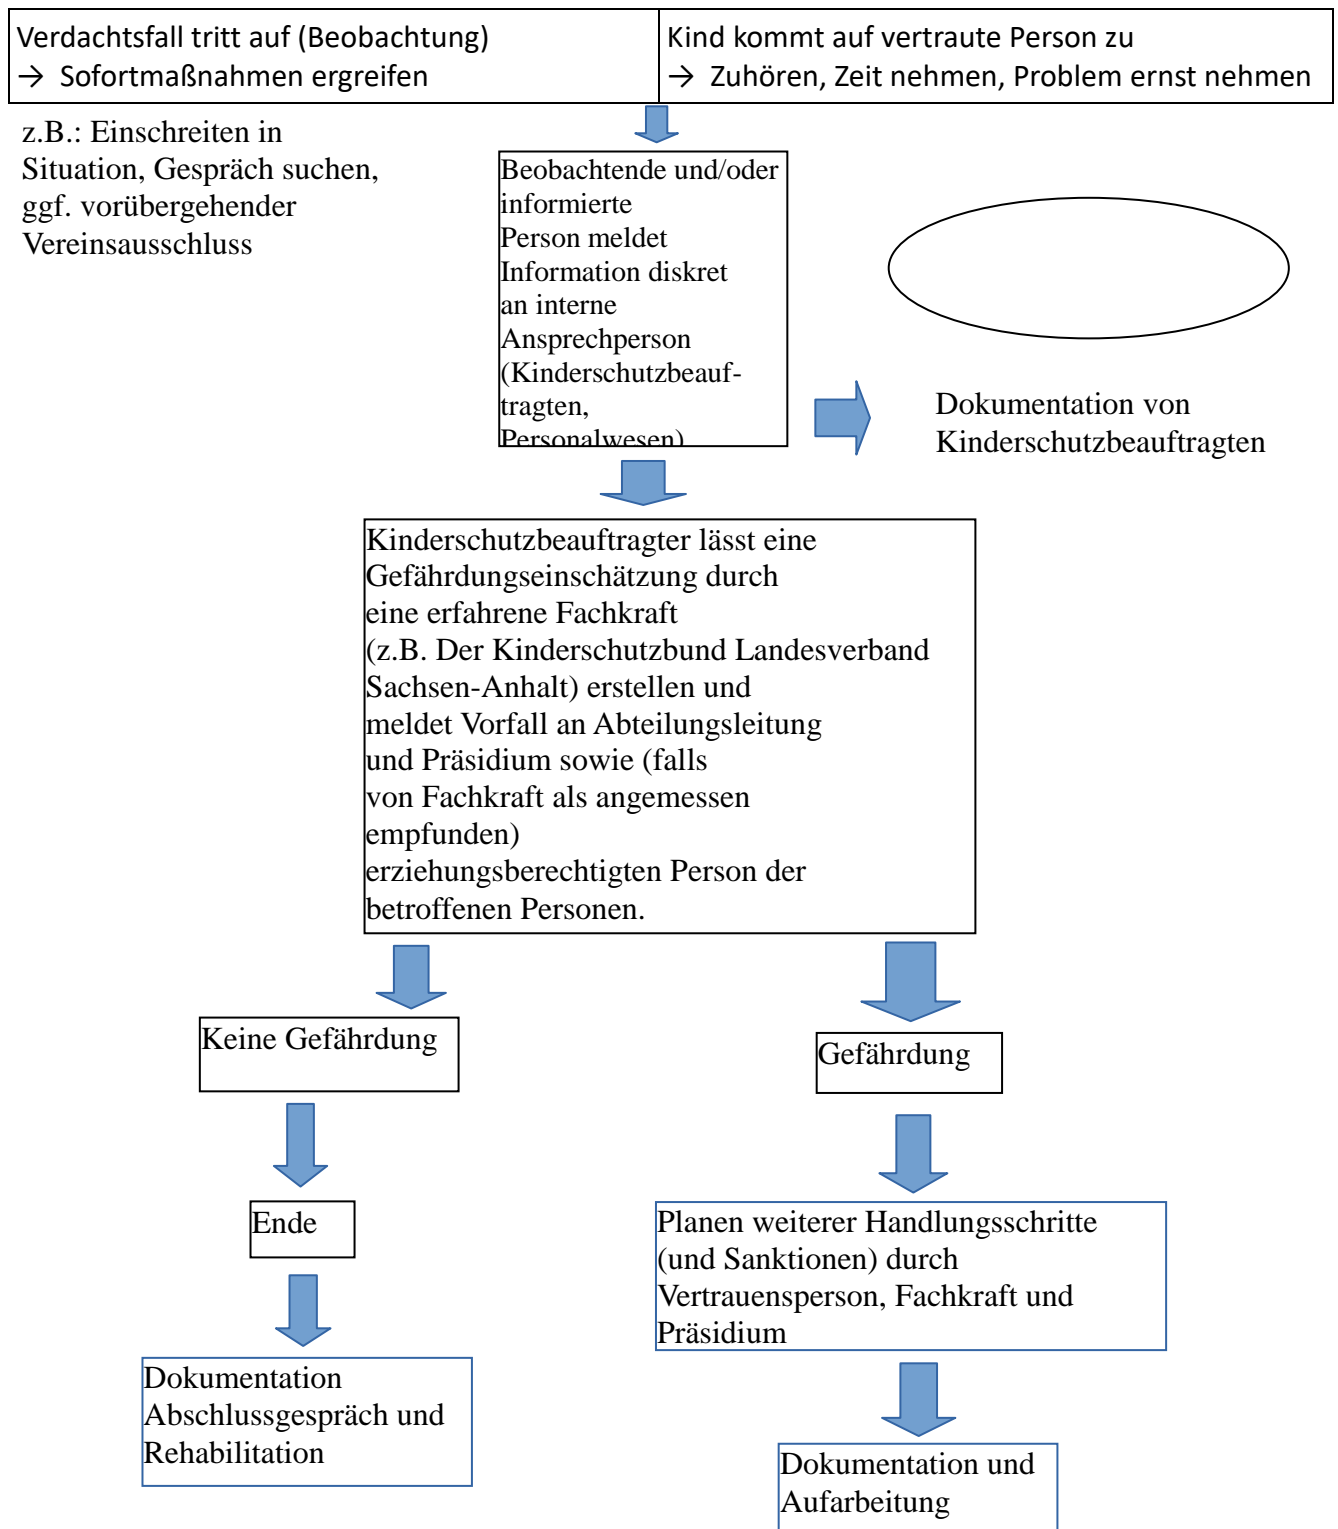 Verdachtsfall tritt auf (Beobachtung)
→ Sofortmaßnahmen ergreifen
Kind kommt auf vertraute Person zu
→ Zuhören, Zeit nehmen, Problem ernst nehmen
z.B.: Einschreiten in
Situation, Gespräch suchen,
ggf. vorübergehender
Vereinsausschluss
Beobachtende und/oder
informierte
Person meldet
Information diskret
an interne
Ansprechperson
(Kinderschutzbeauf-
tragten,
Personalwesen)
Dokumentation von
Kinderschutzbeauftragten
Kinderschutzbeauftragter lässt eine
Gefährdungseinschätzung durch
eine erfahrene Fachkraft
(z.B. Der Kinderschutzbund Landesverband
Sachsen-Anhalt) erstellen und
meldet Vorfall an Abteilungsleitung
und Präsidium sowie (falls
von Fachkraft als angemessen
empfunden)
erziehungsberechtigten Person der
betroffenen Personen.
Keine Gefährdung
Gefährdung
Ende
Planen weiterer Handlungsschritte
(und Sanktionen) durch
Vertrauensperson, Fachkraft und
Präsidium
Dokumentation
Abschlussgespräch und
Rehabilitation
Dokumentation und
Aufarbeitung